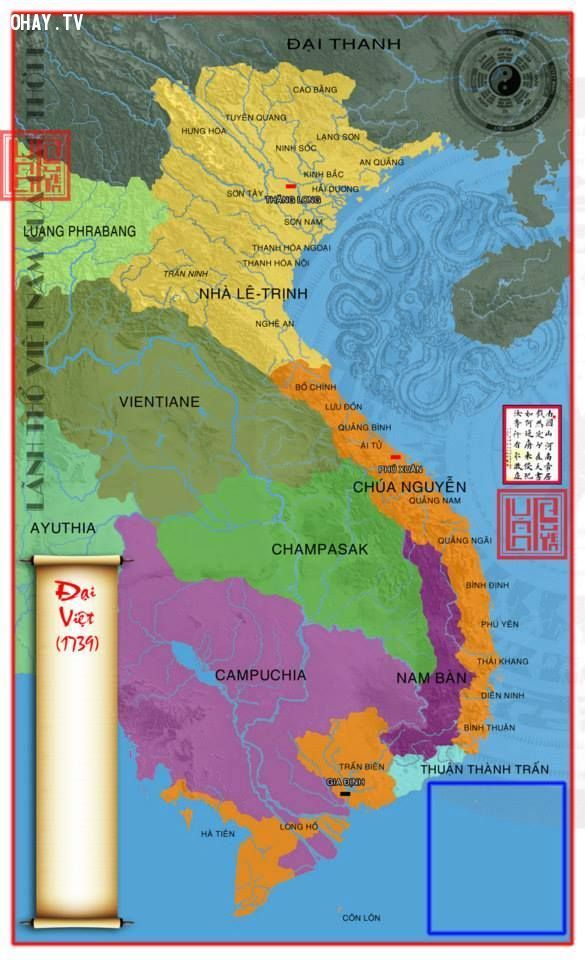 OHAY.TV
ĐẠI THANH
CAO BẰNG
TUYÊN QUANG
HƯNG HÓA
LẠNG SƠN
NINH SÓC
AN QUẢNG
KINH BẮC
HẢI DƯƠNG
SƠN TÂY
THĂNG LONG
SƠN NAM
LUANG PHRABANG
THANH HÓA NGOẠI
THANH HÓA NỘI
TRẤN NINH
NHÀ LÊ-TRỊNH
NGHỆ AN
BỐ CHÍNH
VIENTIANE
LƯU ĐỒN
QUẢNG BÌNH
ÁI TỬ
PHÚ XUÂN
CHÚA NGUYỄN
QUẢNG NAM
AYUTHIA
CHAMPASAK
QUẢNG NGÃI
Đại
Việt
(1739)
BÌNH ĐỊNH
PHÚ YÊN
THÁI KHANG
CAMPUCHIA
NAM BÀN
DIÊN NINH
BÌNH THUẬN
TRẤN BIÊN
THUẬN THÀNH TRẤN
GIA ĐỊNH
HÀ TIÊN
LONG HỒ
CÔN LÔN
LÃNH THỔ VIỆT NAM QUA